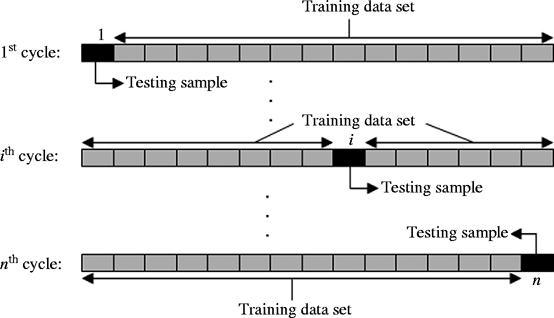 Training data set
1
1st cycle:
Testing sample
Training data set
i
ith cycle:
Testing sample
Testing sample
nth cycle:
n
Training data set